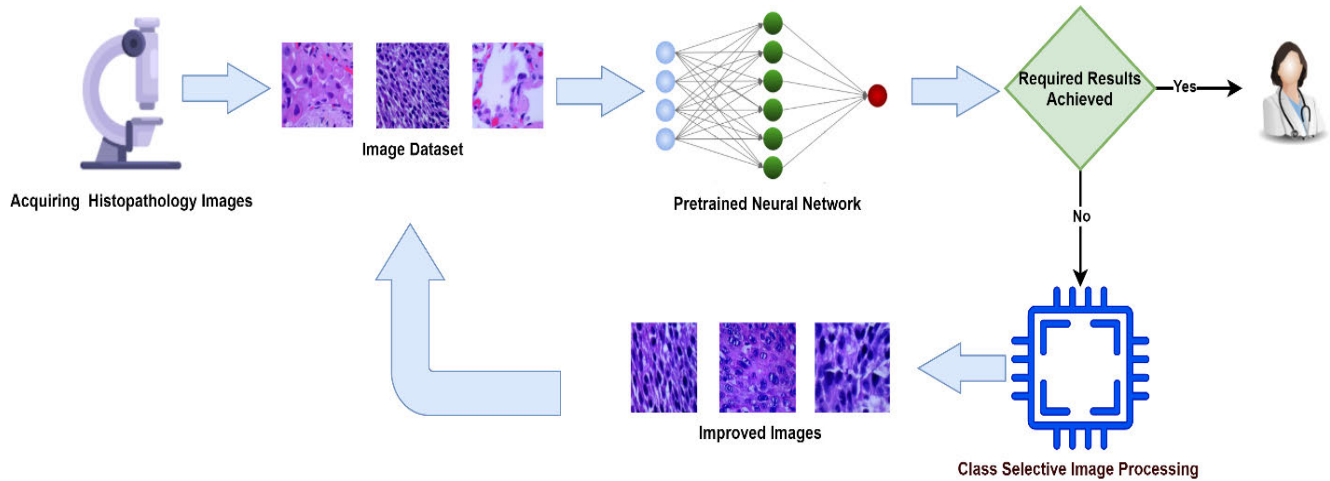 Required Results
Achieved
Yes
Image Dataset
Acquiring Histopathology Images
Pretrained Neural Network
No
Improved Images
Class Selective Image Processing